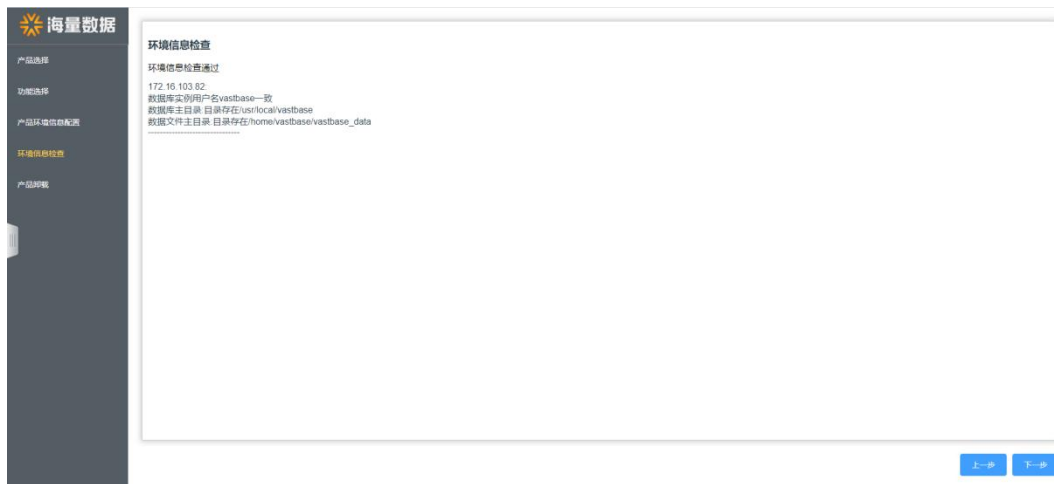 海量数据
产品选择
功能选择
产品环境信息配置
环境信息检查
产品卸载
环境信息检查
环境信息检查通过
172.16.103.82:
数据库实例用户名vastbase一致
数据库主目录:目录存在/usr/local/vastbase
数据文件主目录:目录存在/home/vastbase/vastbase_data
--------------------------------
上一步
下一步